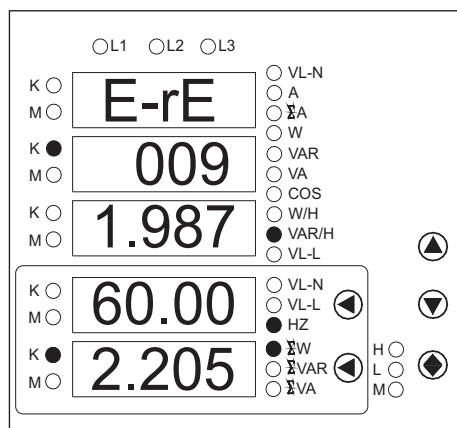 L1 L2 L3
K
M
E-rE
K
M
009
K
M
1.987
VL-N
A
ΣA
W
VAR
VA
COS
W/H
VAR/H
VL-L
K
M
60.00
VL-N
VL-L
HZ
K
M
2.205
ΣW
ΣVAR
ΣVA
H
L
M